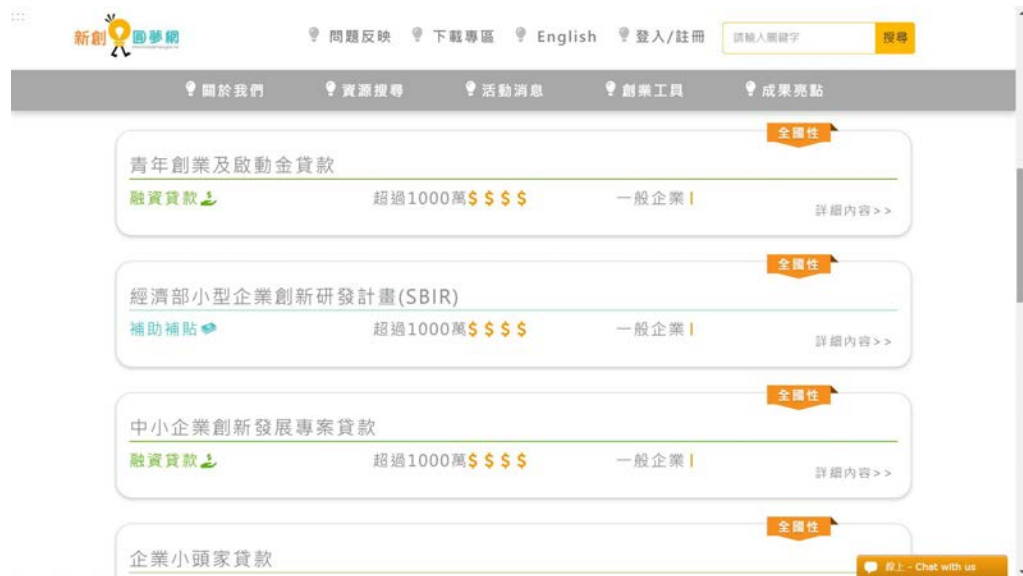 新創圓夢網
問題反映 下載專區 English 登入/註冊 請輸入關鍵字 搜尋
關於我們 資源搜尋 活動消息 創業工具 成果亮點
全國性
青年創業及啟動金貸款
融資貸款 超過1000萬$ $ $ $ 一般企業
詳細內容>>
全國性
經濟部小型企業創新研發計畫(SBIR)
補助補貼 超過1000萬$ $ $ $ 一般企業
詳細內容>>
全國性
中小企業創新發展專案貸款
融資貸款 超過1000萬$ $ $ $ 一般企業
詳細內容>>
全國性
企業小頭家貸款
線上 - Chat with us